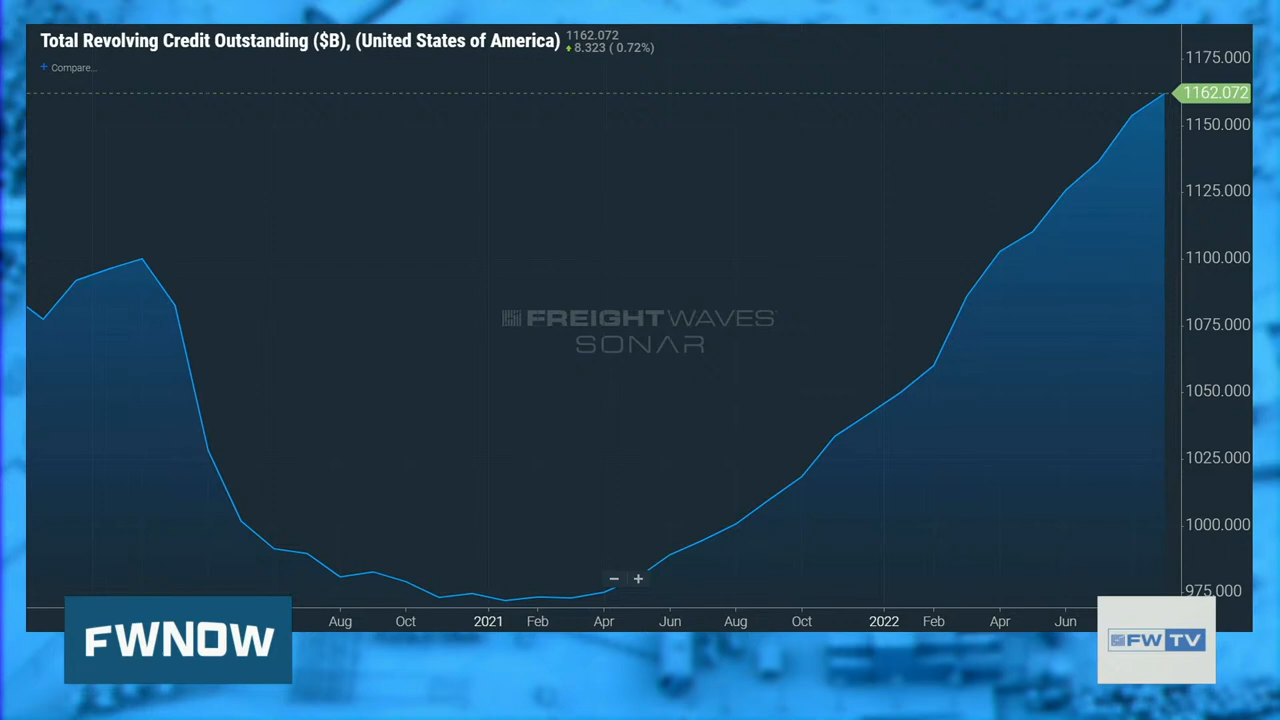 Total Revolving Credit Outstanding ($B), (United States of America)
1162.072
8.323 ( 0.72%)
+ Compare...
1175.000
1162.072
1150.000
1125.000
1100.000
1075.000
1050.000
1025.000
1000.000
975.000
FREIGHTWAVES
SONAR
− +
Aug Oct 2021 Feb Apr Jun Aug Oct 2022 Feb Apr Jun
FWNOW
FW TV